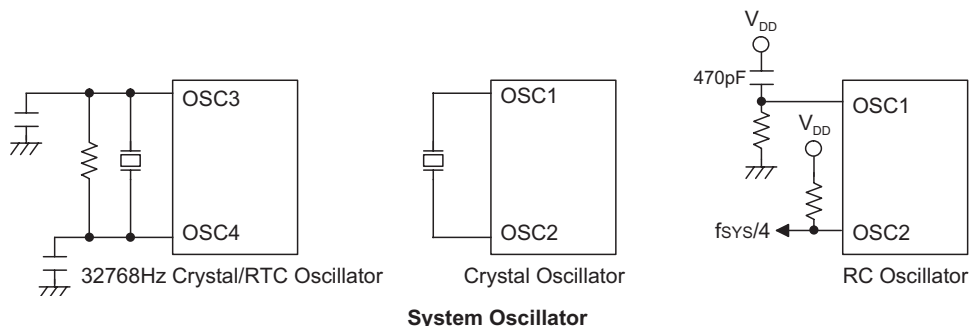 OSC3
OSC4
32768Hz Crystal/RTC Oscillator
OSC1
OSC2
Crystal Oscillator
VDD
470pF
OSC1
VDD
fSYS/4
OSC2
RC Oscillator
System Oscillator